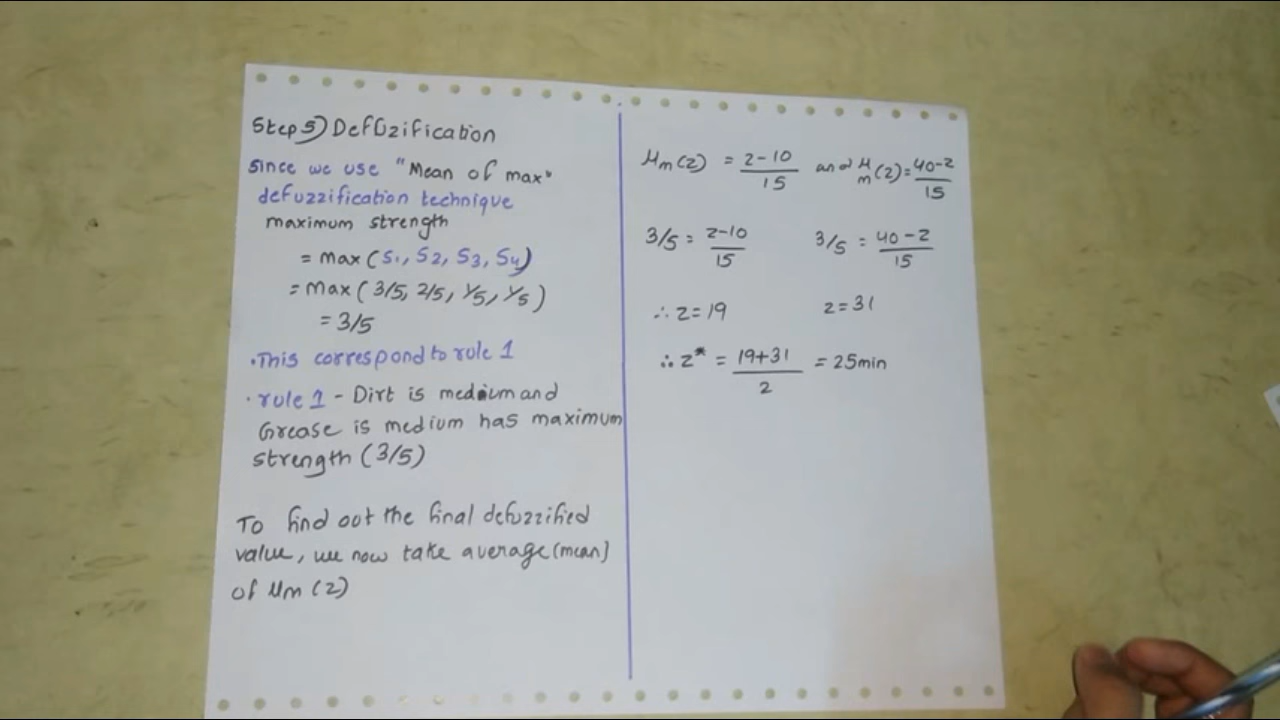 Step 5) Defuzification
Since we use "Mean of max"
defuzzification technique
maximum strength
= max (S1, S2, S3, S4)
= max ( 3/5, 2/5, 1/5, 1/5 )
= 3/5
• This correspond to rule 1
• rule 1 - Dirt is medium and
Grease is medium has maximum
strength (3/5)
To find out the final defuzzified
value, we now take average (mean)
of μm (z)
μm (z) = z-10/15 and μm (z) = 40-z/15
3/5 = z-10/15 3/5 = 40-z/15
∴ z = 19 z = 31
∴ z* = 19+31/2 = 25min